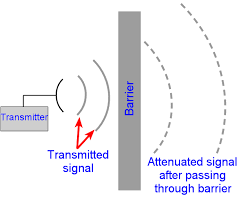 Transmitter
Transmitted
signal
Barrier
Attenuated signal
after passing
through barrier